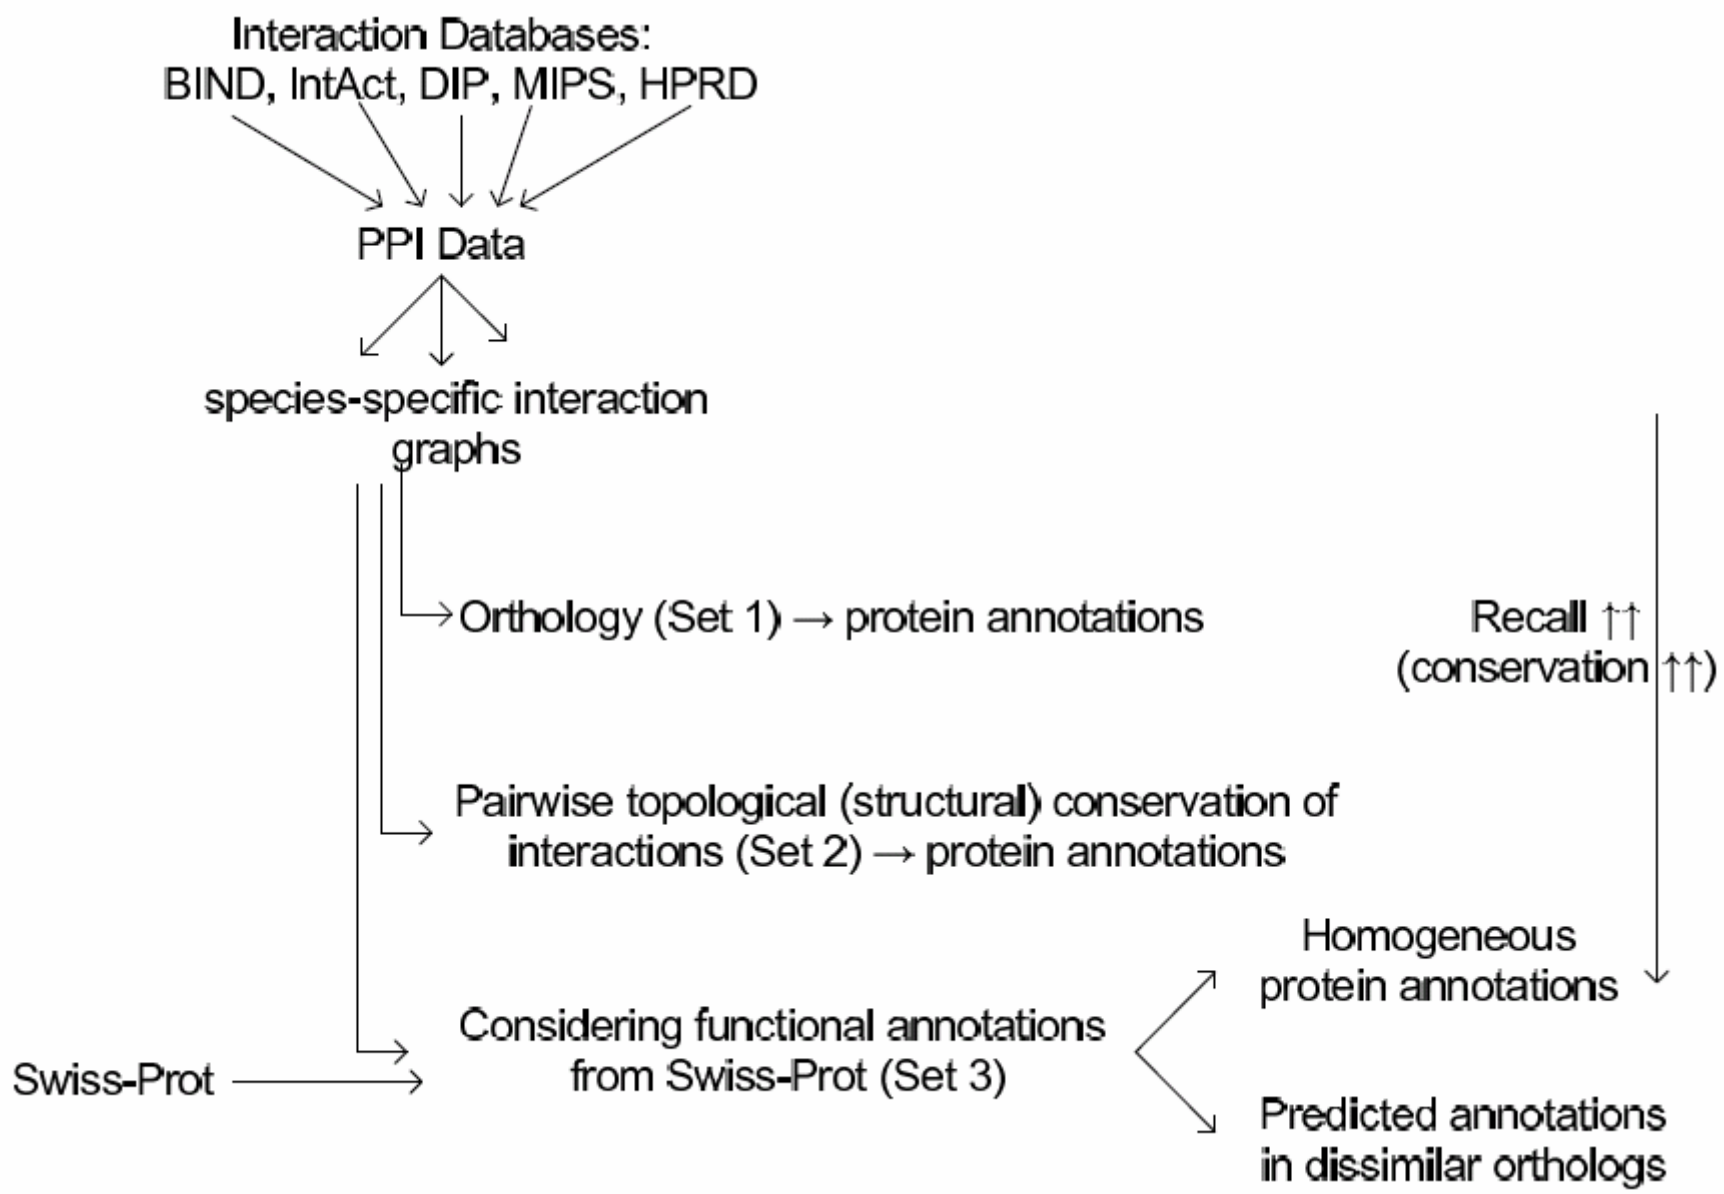 Interaction Databases:
BIND, IntAct, DIP, MIPS, HPRD
PPI Data
species-specific interaction
graphs
Orthology (Set 1) → protein annotations
Recall ↑↑
(conservation ↑↑)
Pairwise topological (structural) conservation of
interactions (Set 2) → protein annotations
Homogeneous
protein annotations
Considering functional annotations
from Swiss-Prot (Set 3)
Swiss-Prot
Predicted annotations
in dissimilar orthologs